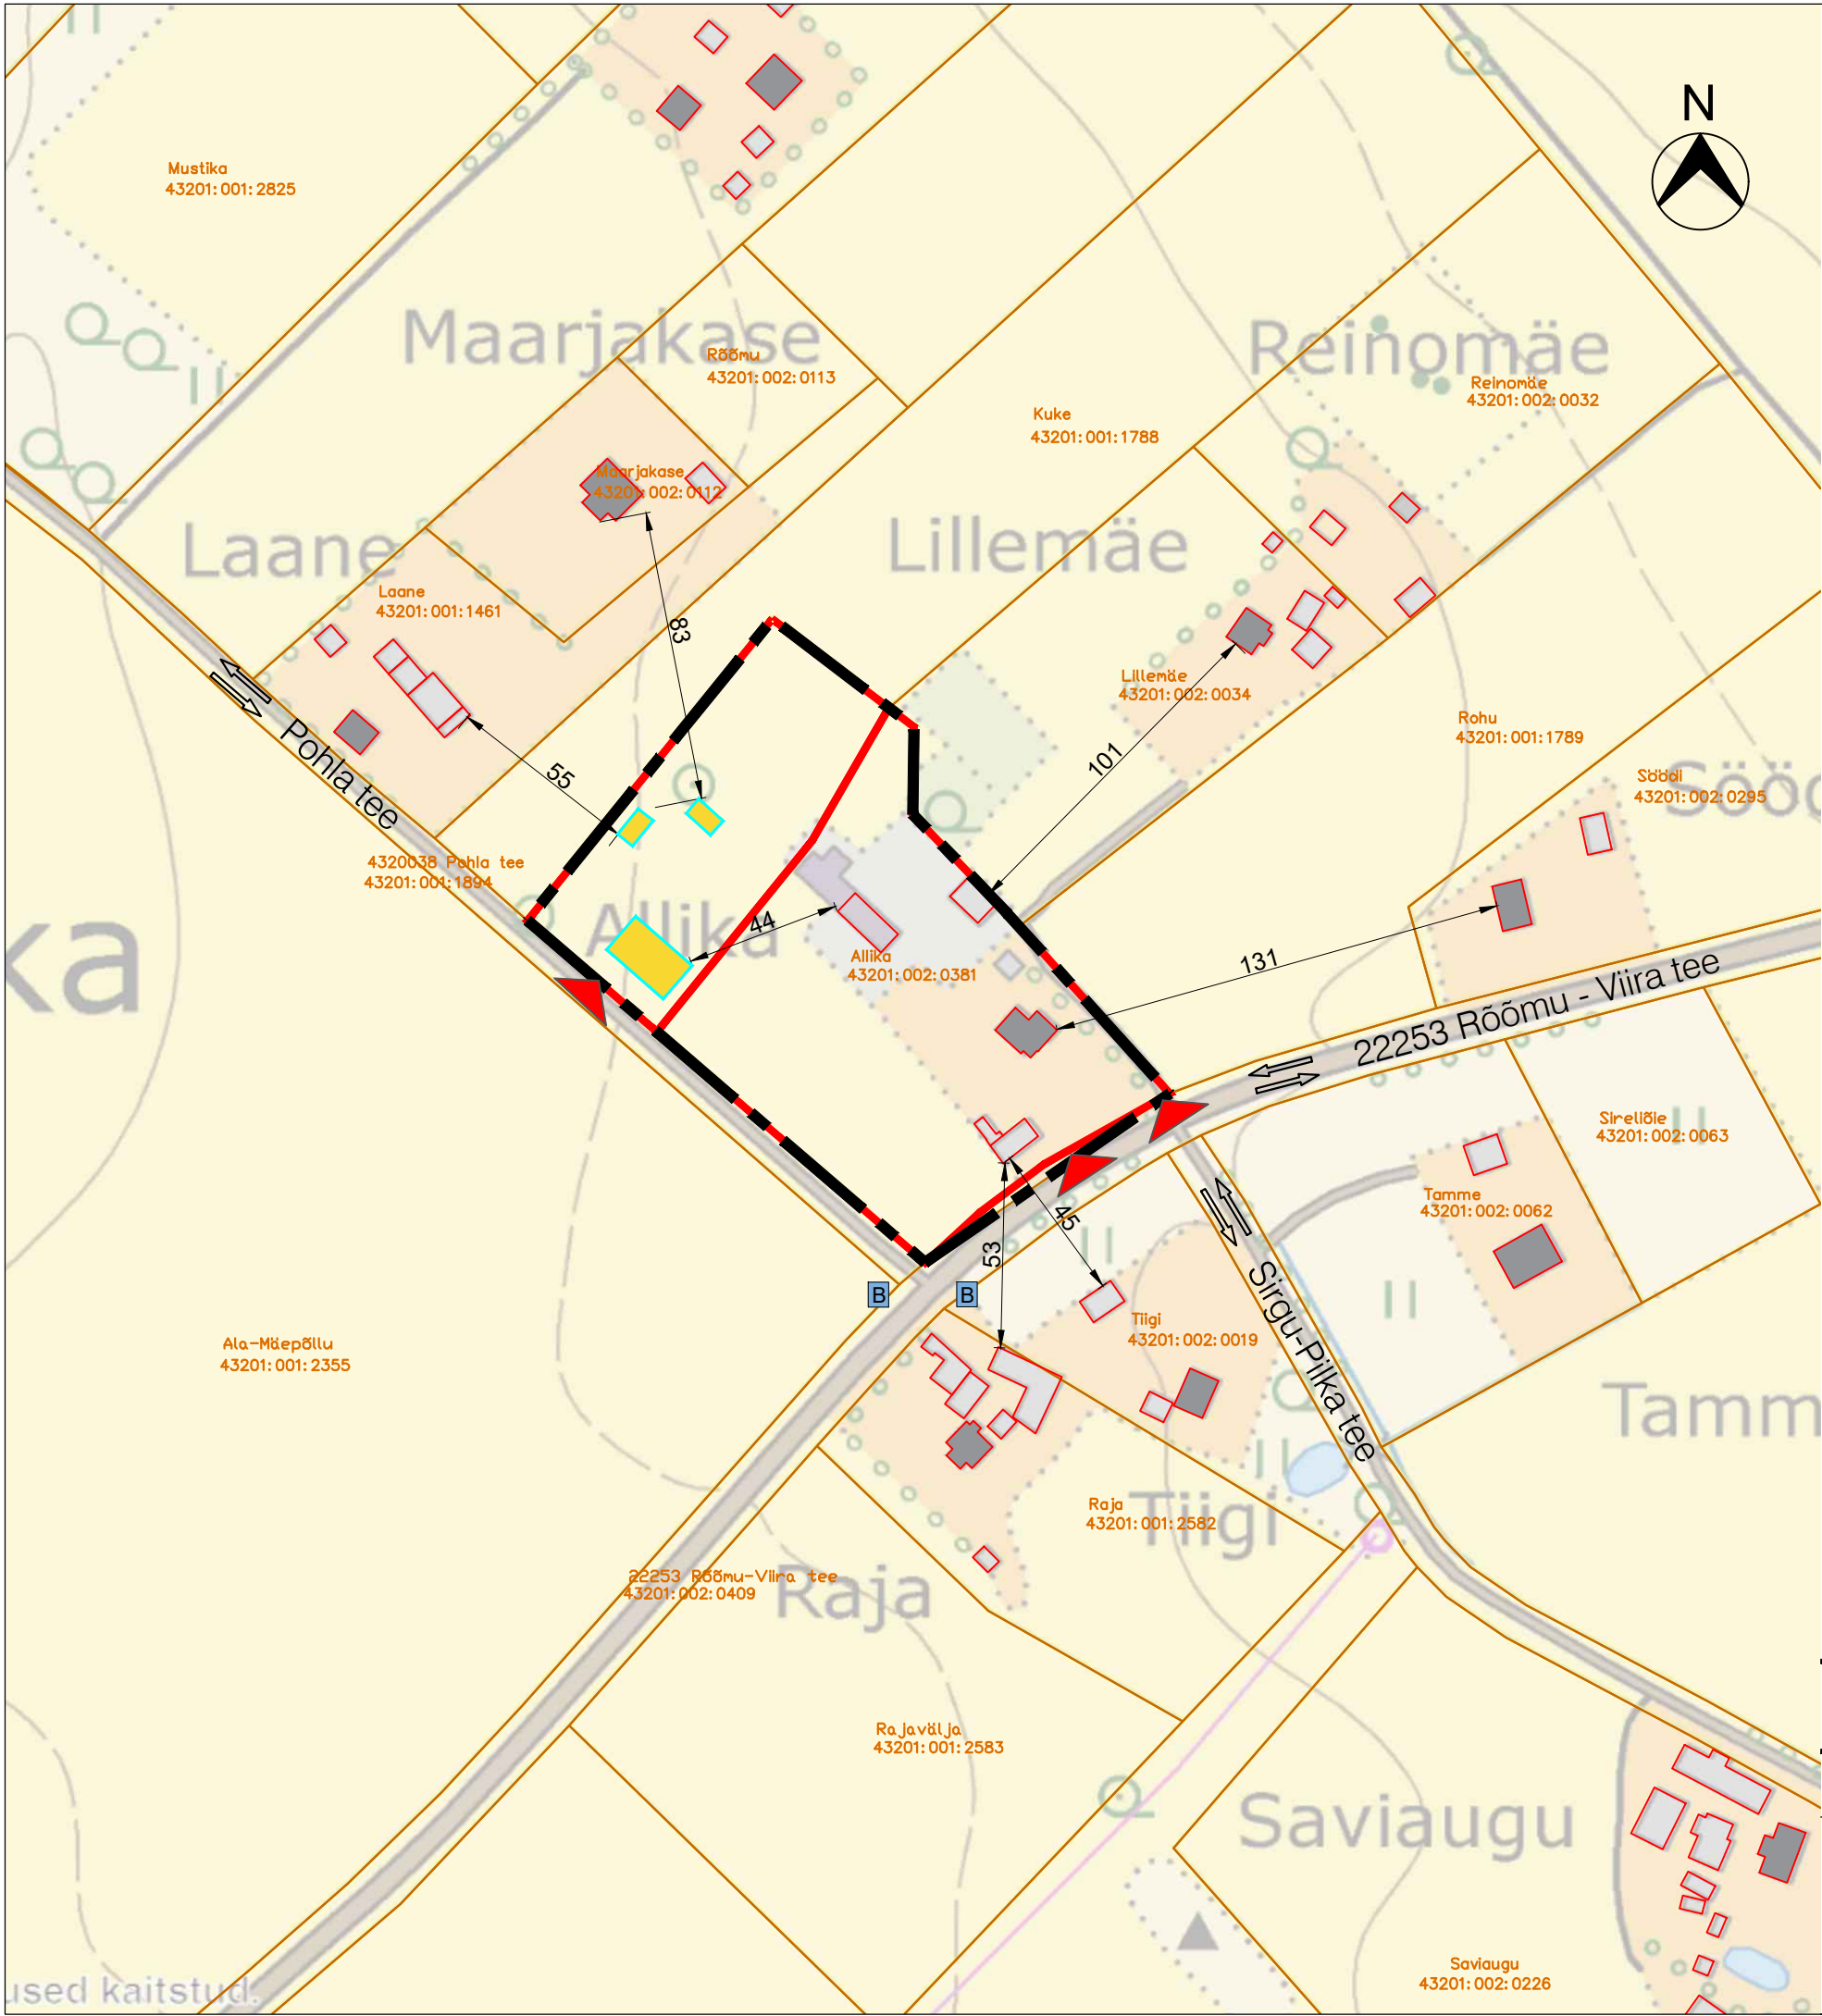 N
Mustika
43201:001:2825
Maarjakase
Reinomäe
Rõõmu
43201:002:0113
Reinomäe
43201:002:0032
Kuke
43201:001:1788
Maarjakase
43201:002:0112
Laane
Lillemäe
Laane
43201:001:1461
83
Lillemäe
43201:002:0034
Rohu
43201:001:1789
101
Pohla tee
55
Söödi
43201:002:0295
Sööd
4320038 Pohla tee
43201:001:1894
ka
Allika
44
Allika
43201:002:0381
131
22253 Rõõmu - Viira tee
Sireliõie
43201:002:0063
Tamme
43201:002:0062
45
53
B
B
Sirgu-Pilka tee
Tiigi
43201:002:0019
Ala-Mäepõllu
43201:001:2355
Tamm
Raja
43201:001:2582
Tiigi
22253 Rõõmu-Viira tee
43201:002:0409
Raja
Rajavälja
43201:001:2583
Saviaugu
Saviaugu
43201:002:0226
used kaitstud.